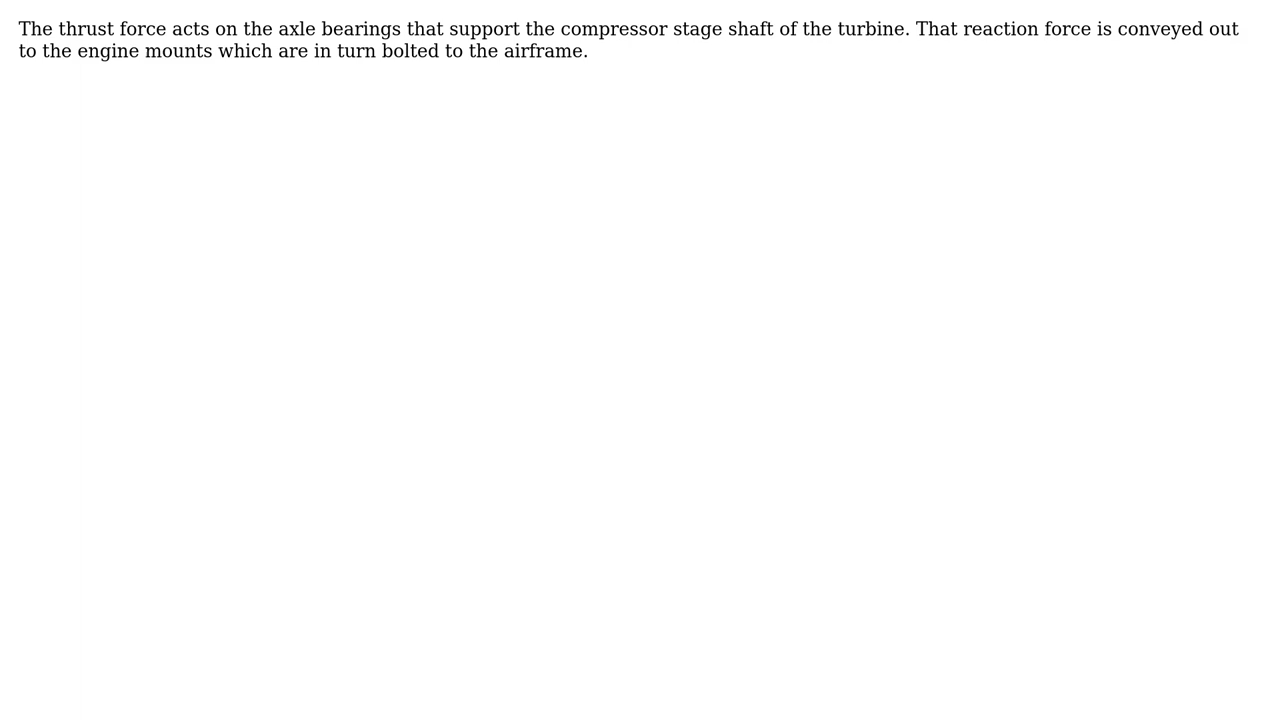 The thrust force acts on the axle bearings that support the compressor stage shaft of the turbine. That reaction force is conveyed out
to the engine mounts which are in turn bolted to the airframe.